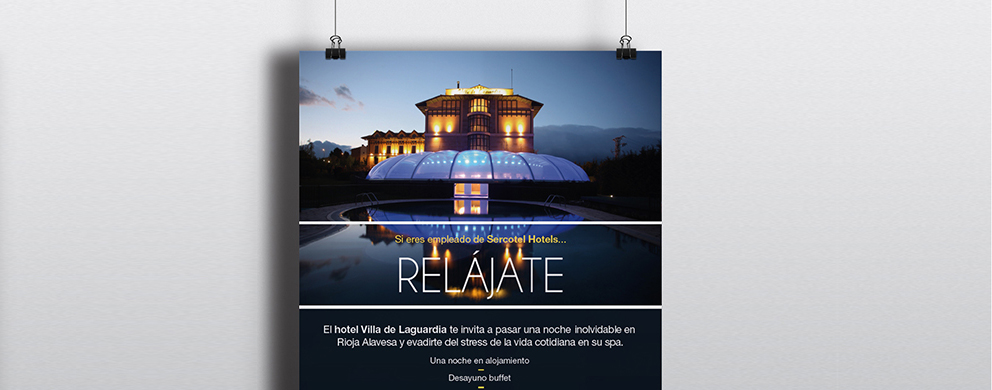 Si eres empleado de Sercotel Hotels...
RELÁJATE
El hotel Villa de Laguardia te invita a pasar una noche inolvidable en
Rioja Alavesa y evadirte del stress de la vida cotidiana en su spa.
Una noche en alojamiento
Desayuno buffet